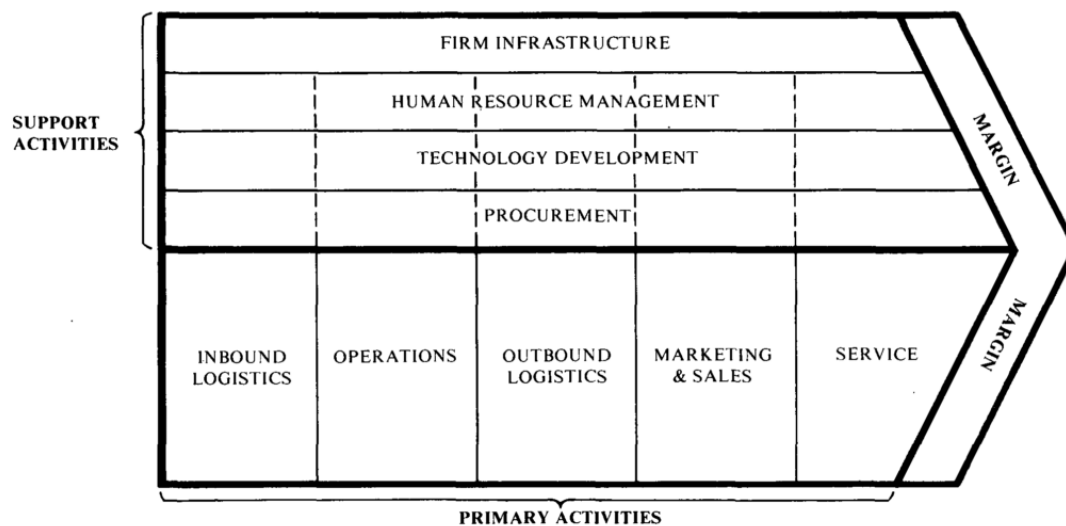 FIRM INFRASTRUCTURE
HUMAN RESOURCE MANAGEMENT
TECHNOLOGY DEVELOPMENT
PROCUREMENT
SUPPORT
ACTIVITIES
MARGIN
MARGIN
INBOUND
LOGISTICS
OPERATIONS
OUTBOUND
LOGISTICS
MARKETING
& SALES
SERVICE
PRIMARY ACTIVITIES